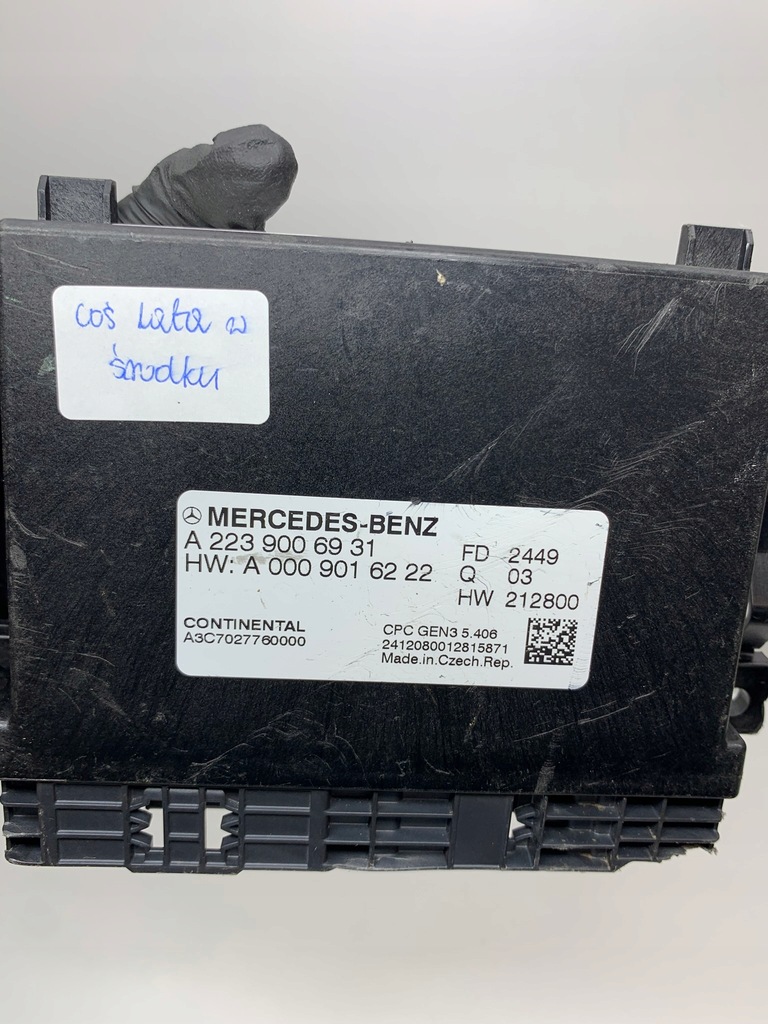 coś lata w
środku
MERCEDES-BENZ
A 223 900 69 31
HW: A 000 901 62 22
FD 2449
Q 03
HW 212800
CONTINENTAL
A3C7027760000
CPC GEN3 5.406
2412080012815871
Made.in.Czech.Rep.